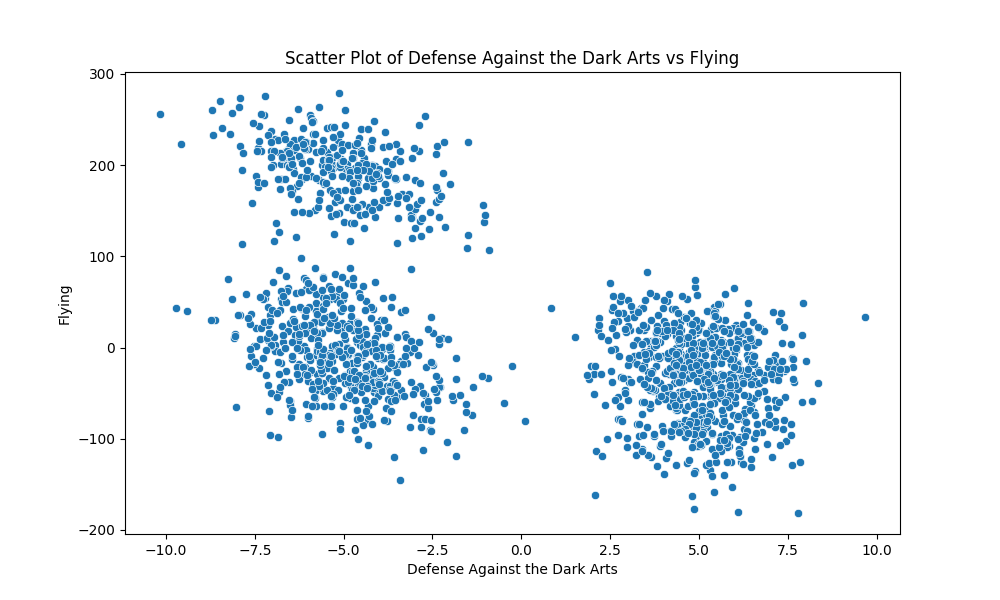 Scatter Plot of Defense Against the Dark Arts vs Flying
300
200
100
0
−100
−200
Flying
−10.0 −7.5 −5.0 −2.5 0.0 2.5 5.0 7.5 10.0
Defense Against the Dark Arts